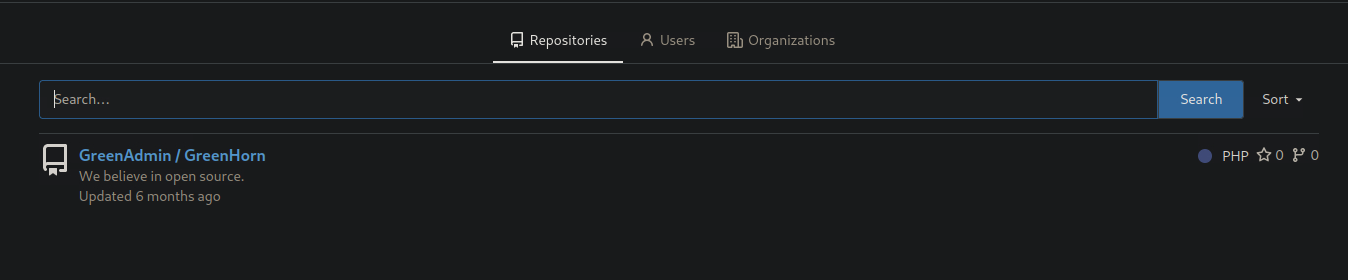 Repositories Users Organizations
Search... Search Sort
GreenAdmin / GreenHorn PHP 0 0
We believe in open source.
Updated 6 months ago